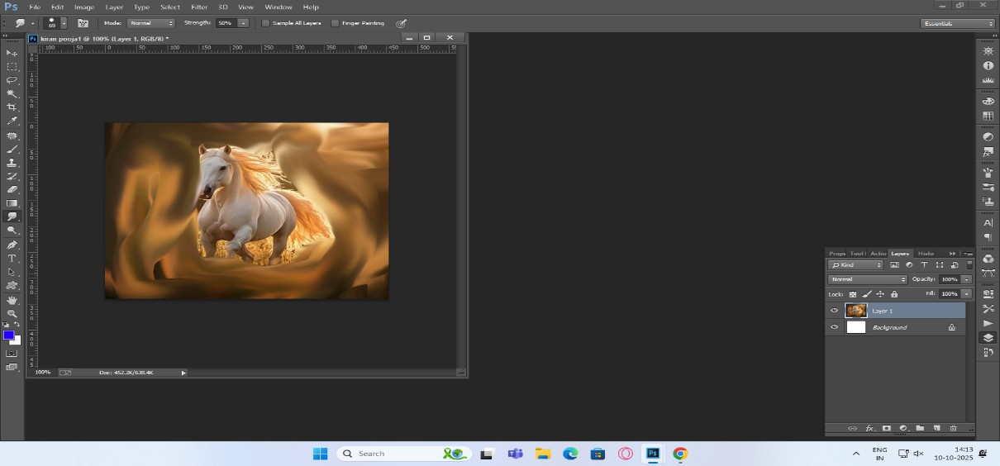 Ps File Edit Image Layer Type Select Filter 3D View Window Help
Mode: Normal Strength: 50% Sample All Layers Finger Painting Essentials
kiran pooja1 @ 100% (Layer 1, RGB/8) *
100 50 0 50 100 150 200 250 300 350 400 450 500
Actio Layers Histo
Kind
Normal Opacity: 100%
Lock: Fill: 100%
Layer 1
Background
100% Doc: 452.2K/638.4K
Search
ENG
IN
14:13
10-10-2025